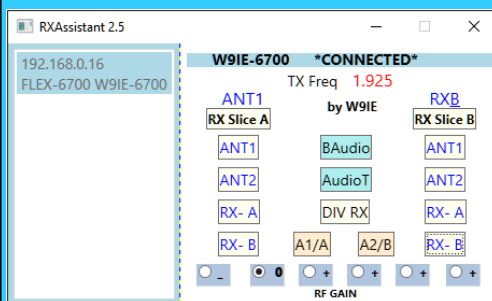 RXAssistant 2.5
192.168.0.16
FLEX-6700 W9IE-6700
W9IE-6700 *CONNECTED*
TX Freq 1.925
ANT1 by W9IE RXB
RX Slice A RX Slice B
ANT1 BAudio ANT1
ANT2 AudioT ANT2
RX- A DIV RX RX- A
RX- B A1/A A2/B RX- B
- 0 + + + +
RF GAIN